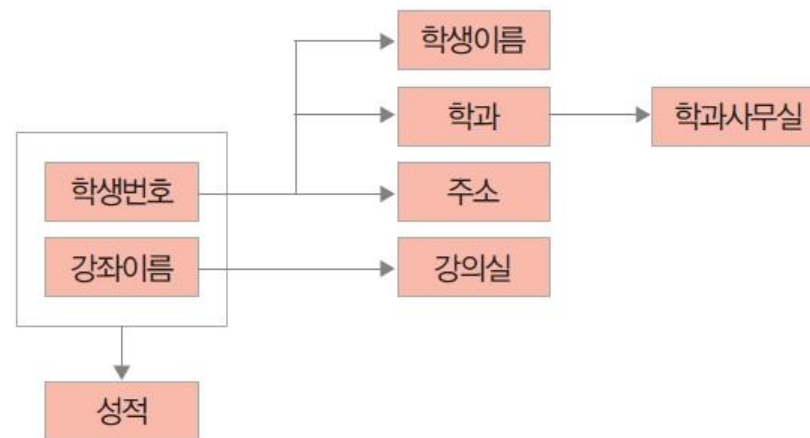 학생이름
학과
학과사무실
학생번호
주소
강좌이름
강의실
성적